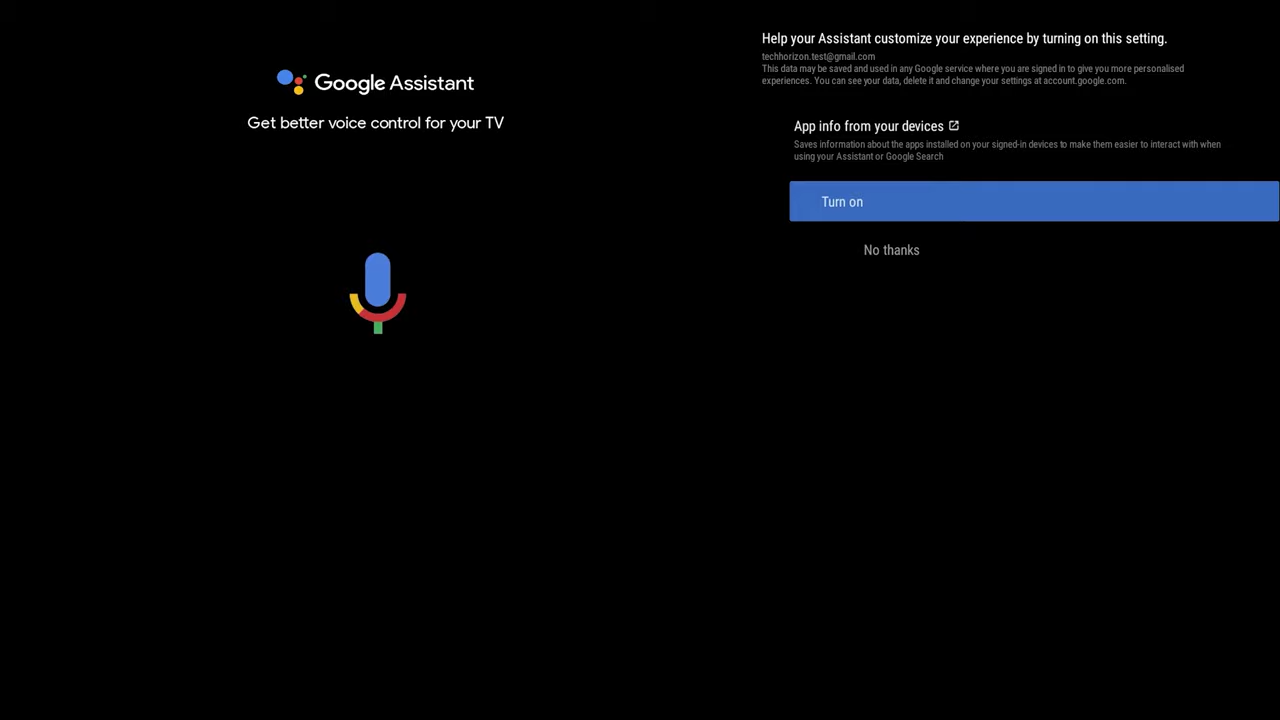 Google Assistant
Get better voice control for your TV
Help your Assistant customize your experience by turning on this setting.
techhorizon.test@gmail.com
This data may be saved and used in any Google service where you are signed in to give you more personalised
experiences. You can see your data, delete it and change your settings at account.google.com.
App info from your devices
Saves information about the apps installed on your signed-in devices to make them easier to interact with when
using your Assistant or Google Search
Turn on
No thanks